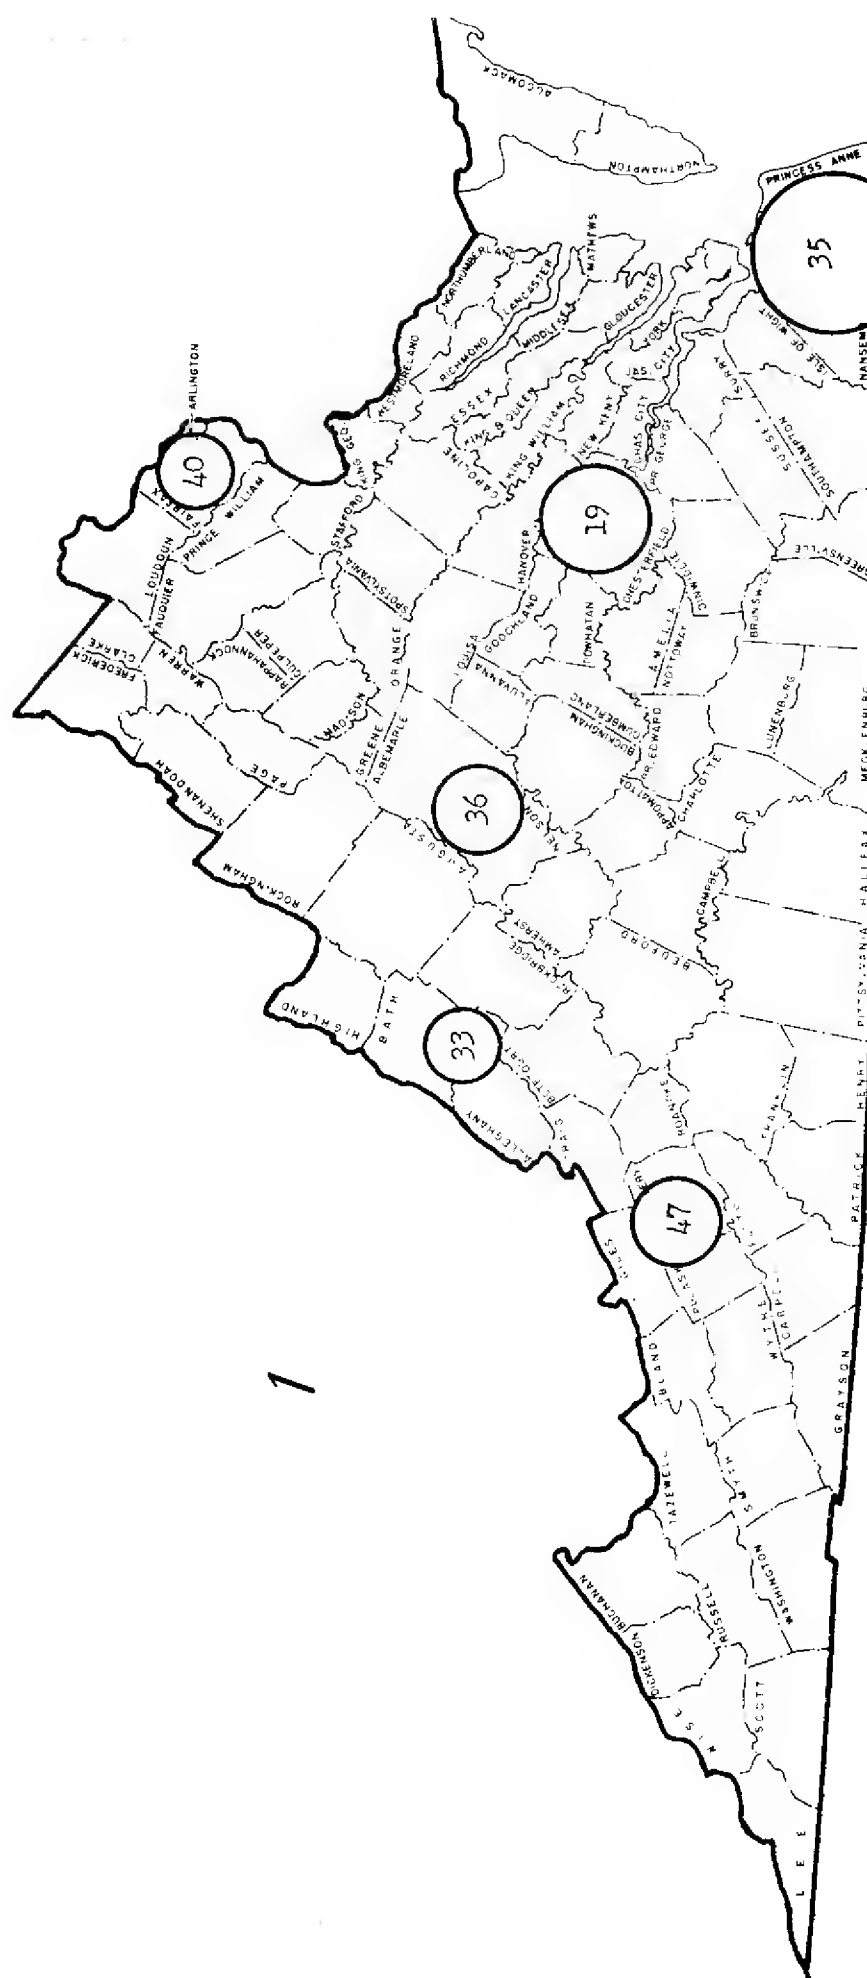 ACCOMACK
NORTHAMPTON
PRINCESS ANNE
35
NANSEM
ISLE OF WIGHT
SURRY
SUSSEX
SOUTHAMPTON
GREENSVILLE
MATHEWS
GLOUCESTER
YORK
JAS. CITY
MIDDLESEX
LANCASTER
NORTHUMBERLAND
RICHMOND
WESTMORELAND
ESSEX
KING & QUEEN
KING WILLIAM
NEW KENT
CHAS CITY
PR GEORGE
CAROLINE
KING GEO.
STAFFORD
SPOTSYLVANIA
ARLINGTON
40
FAIRFAX
PRINCE WILLIAM
LOUDOUN
FAUQUIER
CLARKE
FREDERICK
WARREN
RAPPAHANNOCK
CULPEPER
MADISON
ORANGE
GREENE
ALBEMARLE
LOUISA
FLUVANNA
GOOCHLAND
HANOVER
19
CHESTERFIELD
POWHATAN
AMELIA
NOTTOWAY
DINWIDDIE
BRUNSWICK
LUNENBURG
CUMBERLAND
BUCKINGHAM
PR. EDWARD
CHARLOTTE
APPOMATTOX
MECKLENBURG
HALIFAX
PITTSYLVANIA
HENRY
PATRICK
CAMPBELL
BEDFORD
NELSON
36
AUGUSTA
AMHERST
ROCKBRIDGE
SHENANDOAH
PAGE
ROCKINGHAM
HIGHLAND
BATH
33
BOTETOURT
ALLEGHANY
CRAIG
ROANOKE
FRANKLIN
47
GILES
PULASKI
WYTHE
CARROLL
GRAYSON
BLAND
SMYTH
TAZEWELL
WASHINGTON
RUSSELL
BUCHANAN
DICKENSON
WISE
SCOTT
LEE
1